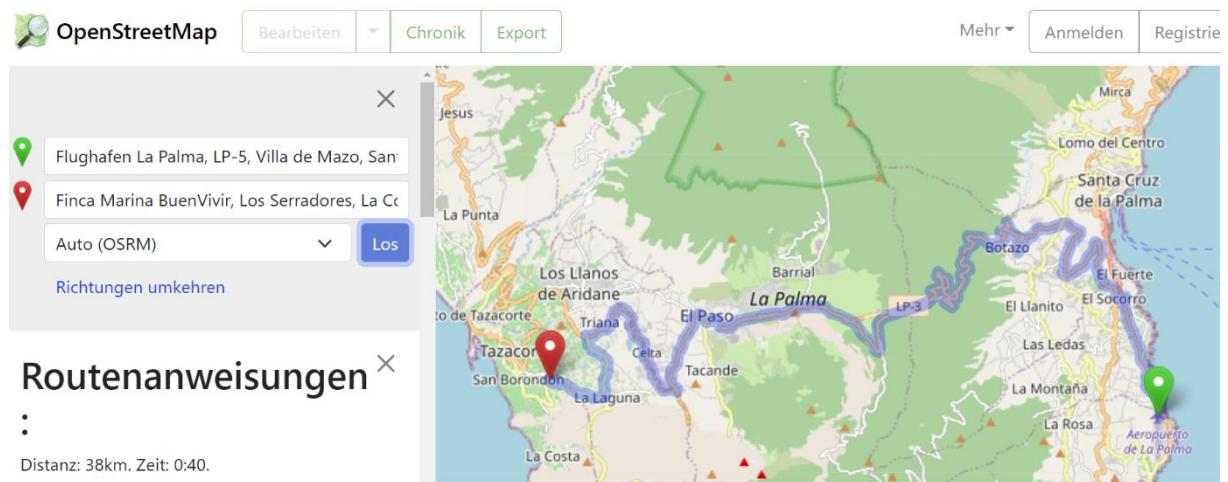 OpenStreetMap
Bearbeiten
Chronik
Export
Mehr
Anmelden
Registrie
Flughafen La Palma, LP-5, Villa de Mazo, San
Finca Marina BuenVivir, Los Serradores, La Co
Auto (OSRM)
Los
Richtungen umkehren
Routenanweisungen
:
Distanz: 38km. Zeit: 0:40.
Jesus
Mirca
Lomo del Centro
Santa Cruz
de la Palma
La Punta
Botazo
Los Llanos
de Aridane
Barrial
El Fuerte
La Palma
LP-3
El Llanito
El Socorro
to de Tazacorte
Triana
El Paso
Las Ledas
Tazacor
Celta
San Borondón
Tacande
La Montaña
La Laguna
La Rosa
Aeropuerto
de La Palma
La Costa